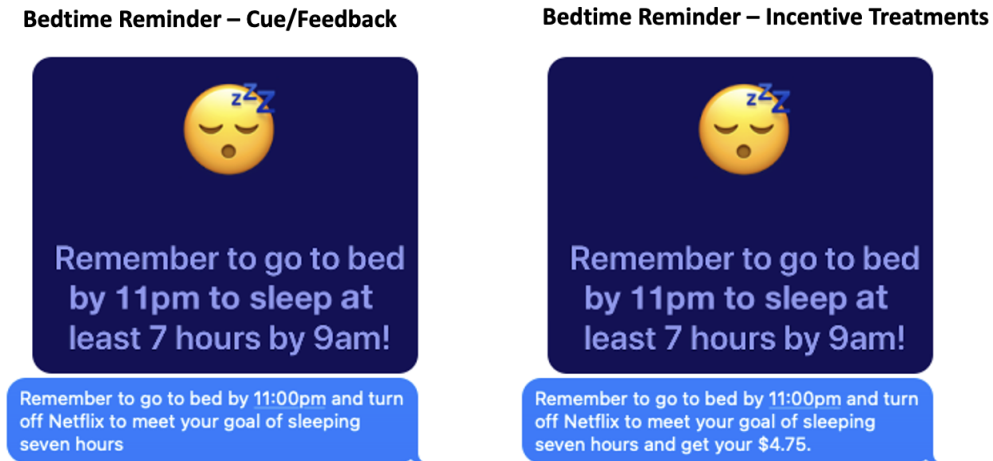 Bedtime Reminder – Cue/Feedback
zzZ
Remember to go to bed
by 11pm to sleep at
least 7 hours by 9am!
Remember to go to bed by 11:00pm and turn
off Netflix to meet your goal of sleeping
seven hours
Bedtime Reminder – Incentive Treatments
zzZ
Remember to go to bed
by 11pm to sleep at
least 7 hours by 9am!
Remember to go to bed by 11:00pm and turn
off Netflix to meet your goal of sleeping
seven hours and get your $4.75.